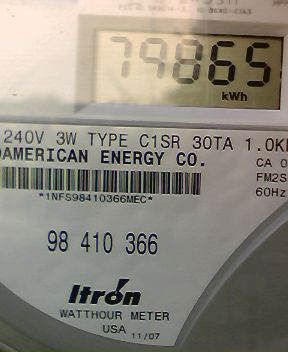 79865
kWh
240V 3W TYPE C1SR 30TA 1.0K
AMERICAN ENERGY CO.
CA 0
FM2S
*1NFS98410366MEC*
60Hz
98 410 366
Itrón
WATTHOUR METER
USA 11/07